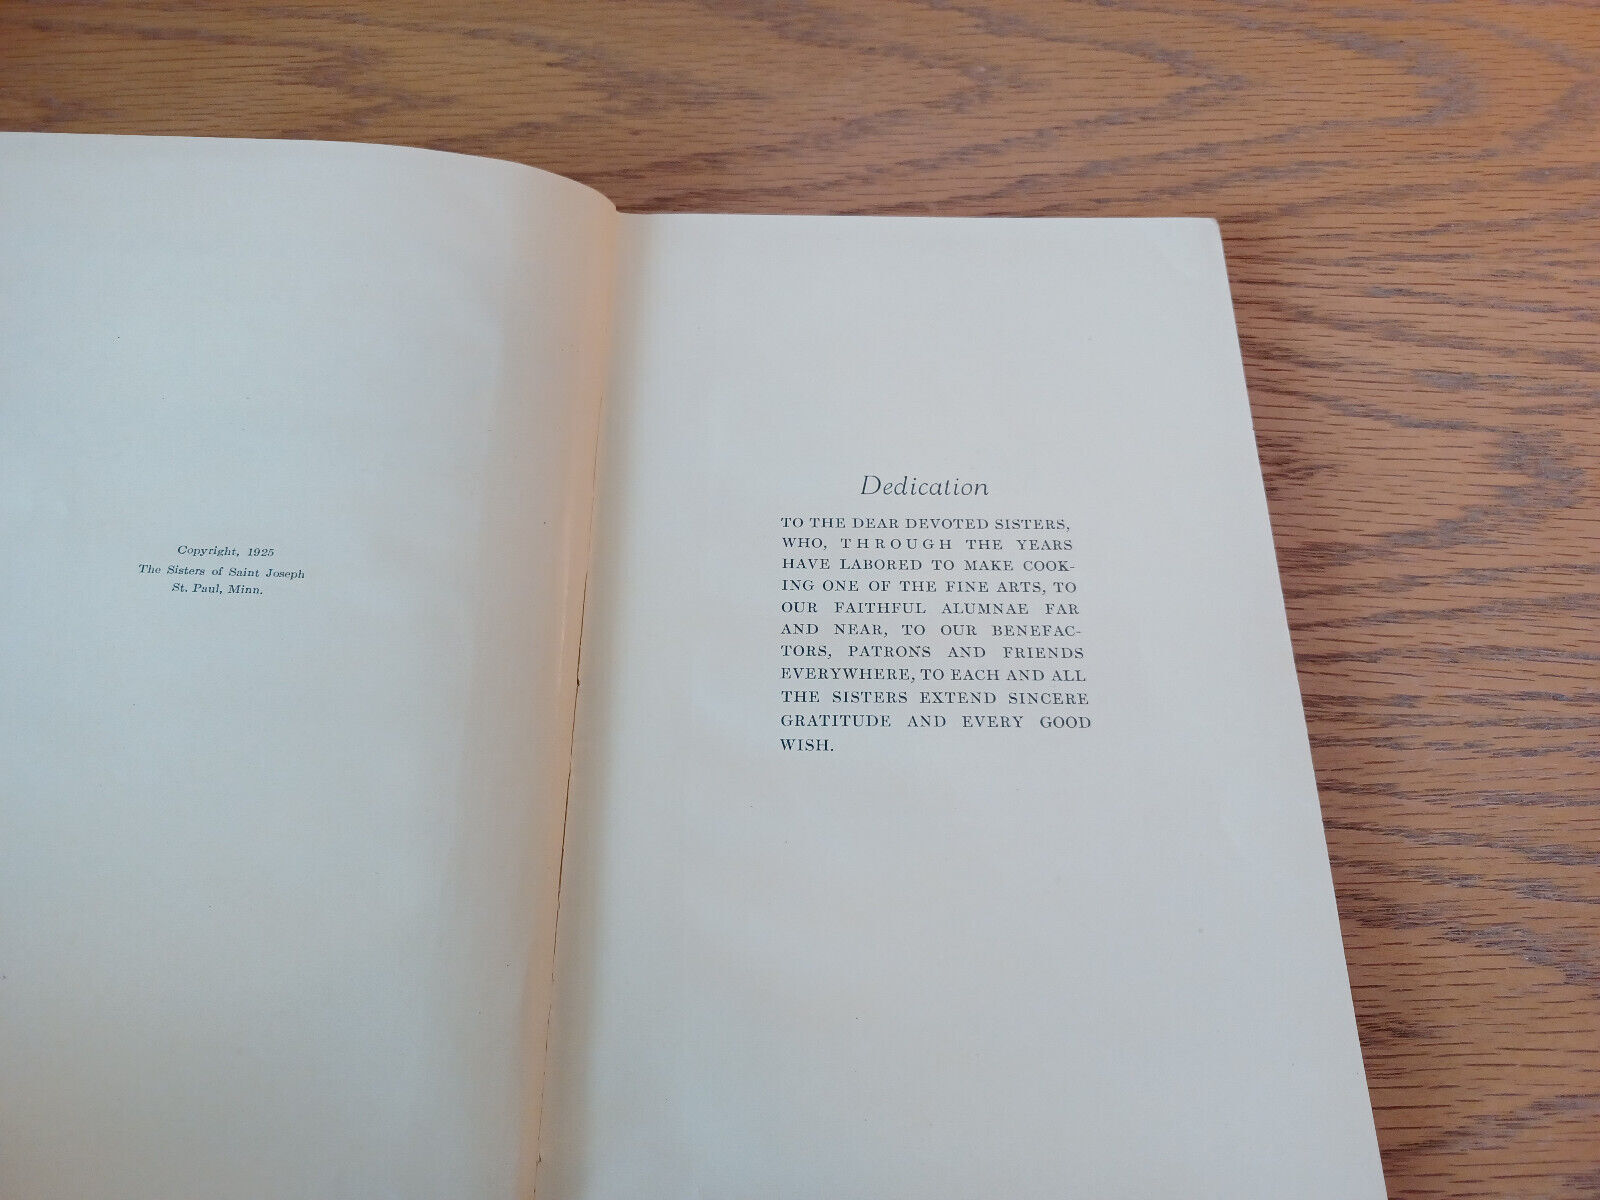 Copyright, 1925
The Sisters of Saint Joseph
St. Paul, Minn.
Dedication
TO THE DEAR DEVOTED SISTERS,
WHO, THROUGH THE YEARS
HAVE LABORED TO MAKE COOK-
ING ONE OF THE FINE ARTS, TO
OUR FAITHFUL ALUMNAE FAR
AND NEAR, TO OUR BENEFAC-
TORS, PATRONS AND FRIENDS
EVERYWHERE, TO EACH AND ALL
THE SISTERS EXTEND SINCERE
GRATITUDE AND EVERY GOOD
WISH.